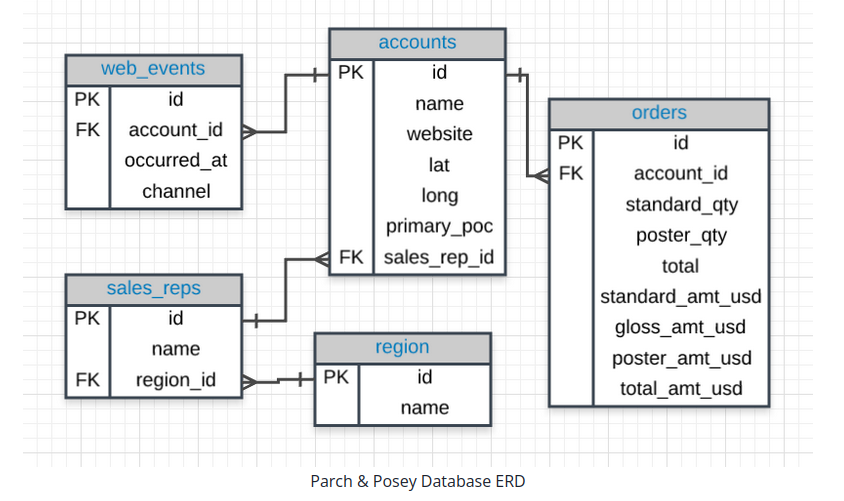 web_events
PK id
FK account_id
occurred_at
channel
accounts
PK id
name
website
lat
long
primary_poc
FK sales_rep_id
orders
PK id
FK account_id
standard_qty
poster_qty
total
standard_amt_usd
gloss_amt_usd
poster_amt_usd
total_amt_usd
sales_reps
PK id
name
FK region_id
region
PK id
name
Parch & Posey Database ERD